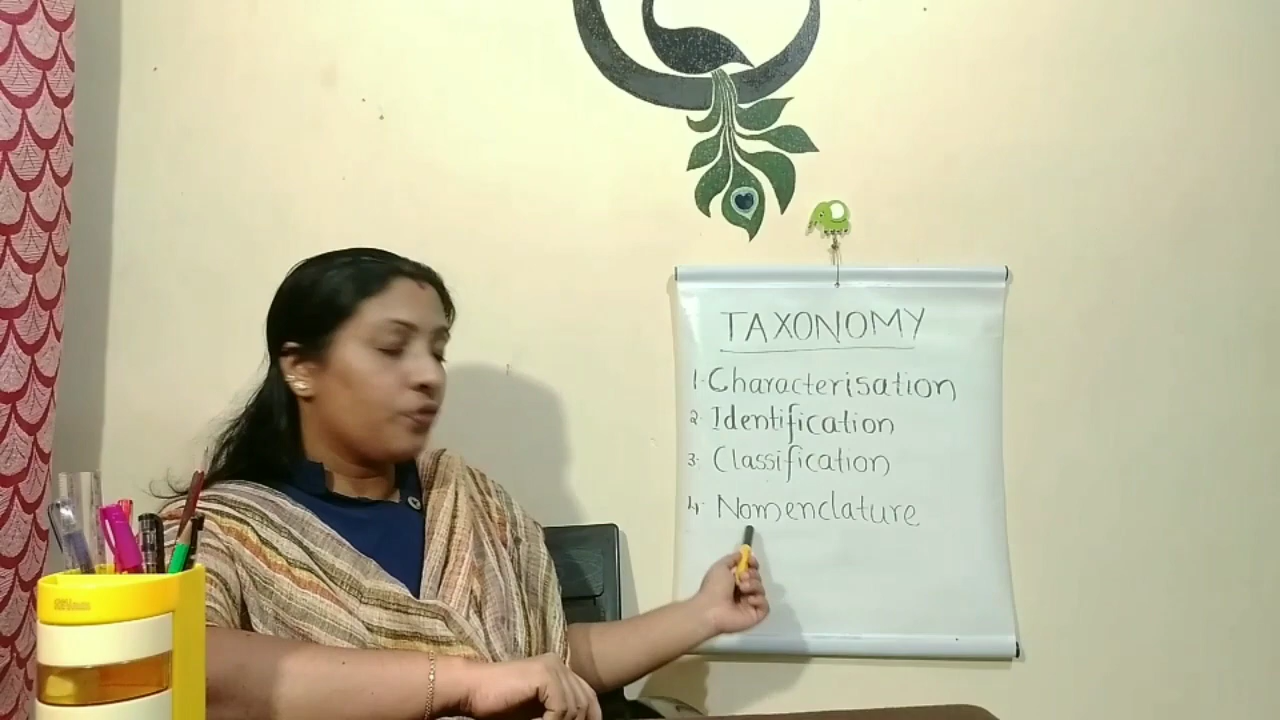 TAXONOMY
1. Characterisation
2. Identification
3. Classification
4. Nomenclature